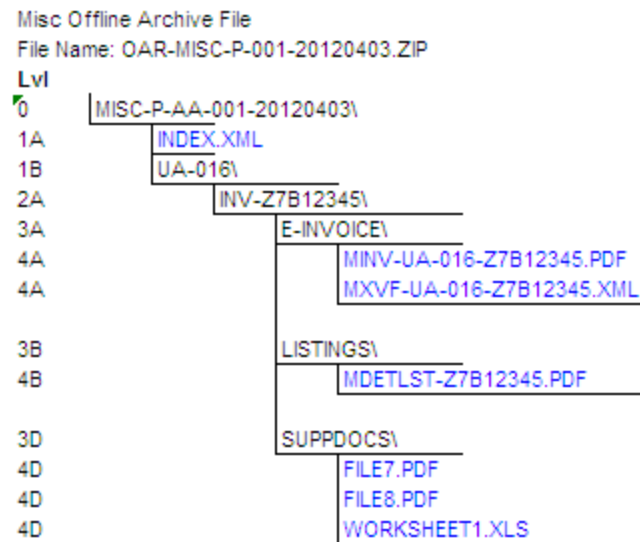 Misc Offline Archive File
File Name: OAR-MISC-P-001-20120403.ZIP
Lvl
0 MISC-P-AA-001-20120403\
1A INDEX.XML
1B UA-016\
2A INV-Z7B12345\
3A E-INVOICE\
4A MINV-UA-016-Z7B12345.PDF
4A MXVF-UA-016-Z7B12345.XML
3B LISTINGS\
4B MDETLST-Z7B12345.PDF
3D SUPPDOCS\
4D FILE7.PDF
4D FILE8.PDF
4D WORKSHEET1.XLS